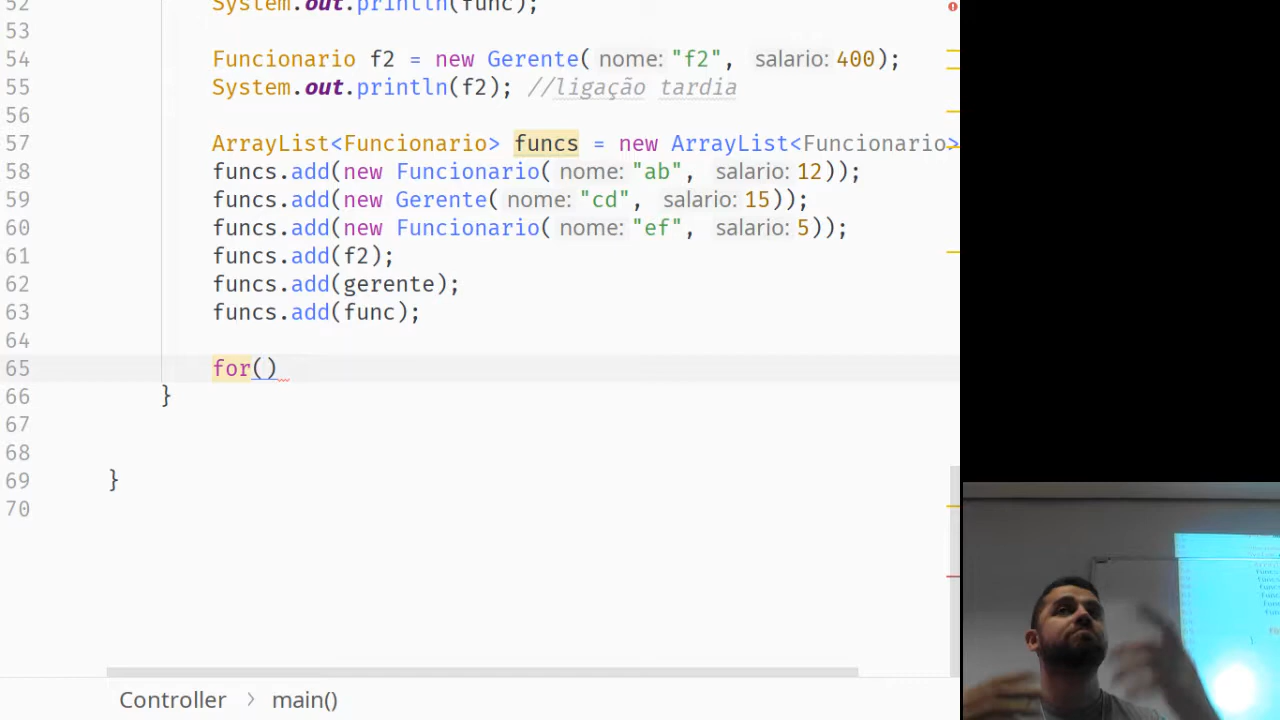 52 System.out.println(func);
53
54 Funcionario f2 = new Gerente( nome: "f2", salario: 400);
55 System.out.println(f2); //ligação tardia
56
57 ArrayList<Funcionario> funcs = new ArrayList<Funcionario>
58 funcs.add(new Funcionario( nome: "ab", salario: 12));
59 funcs.add(new Gerente( nome: "cd", salario: 15));
60 funcs.add(new Funcionario( nome: "ef", salario: 5));
61 funcs.add(f2);
62 funcs.add(gerente);
63 funcs.add(func);
64
65 for()
66 }
67
68
69 }
70
Controller > main()